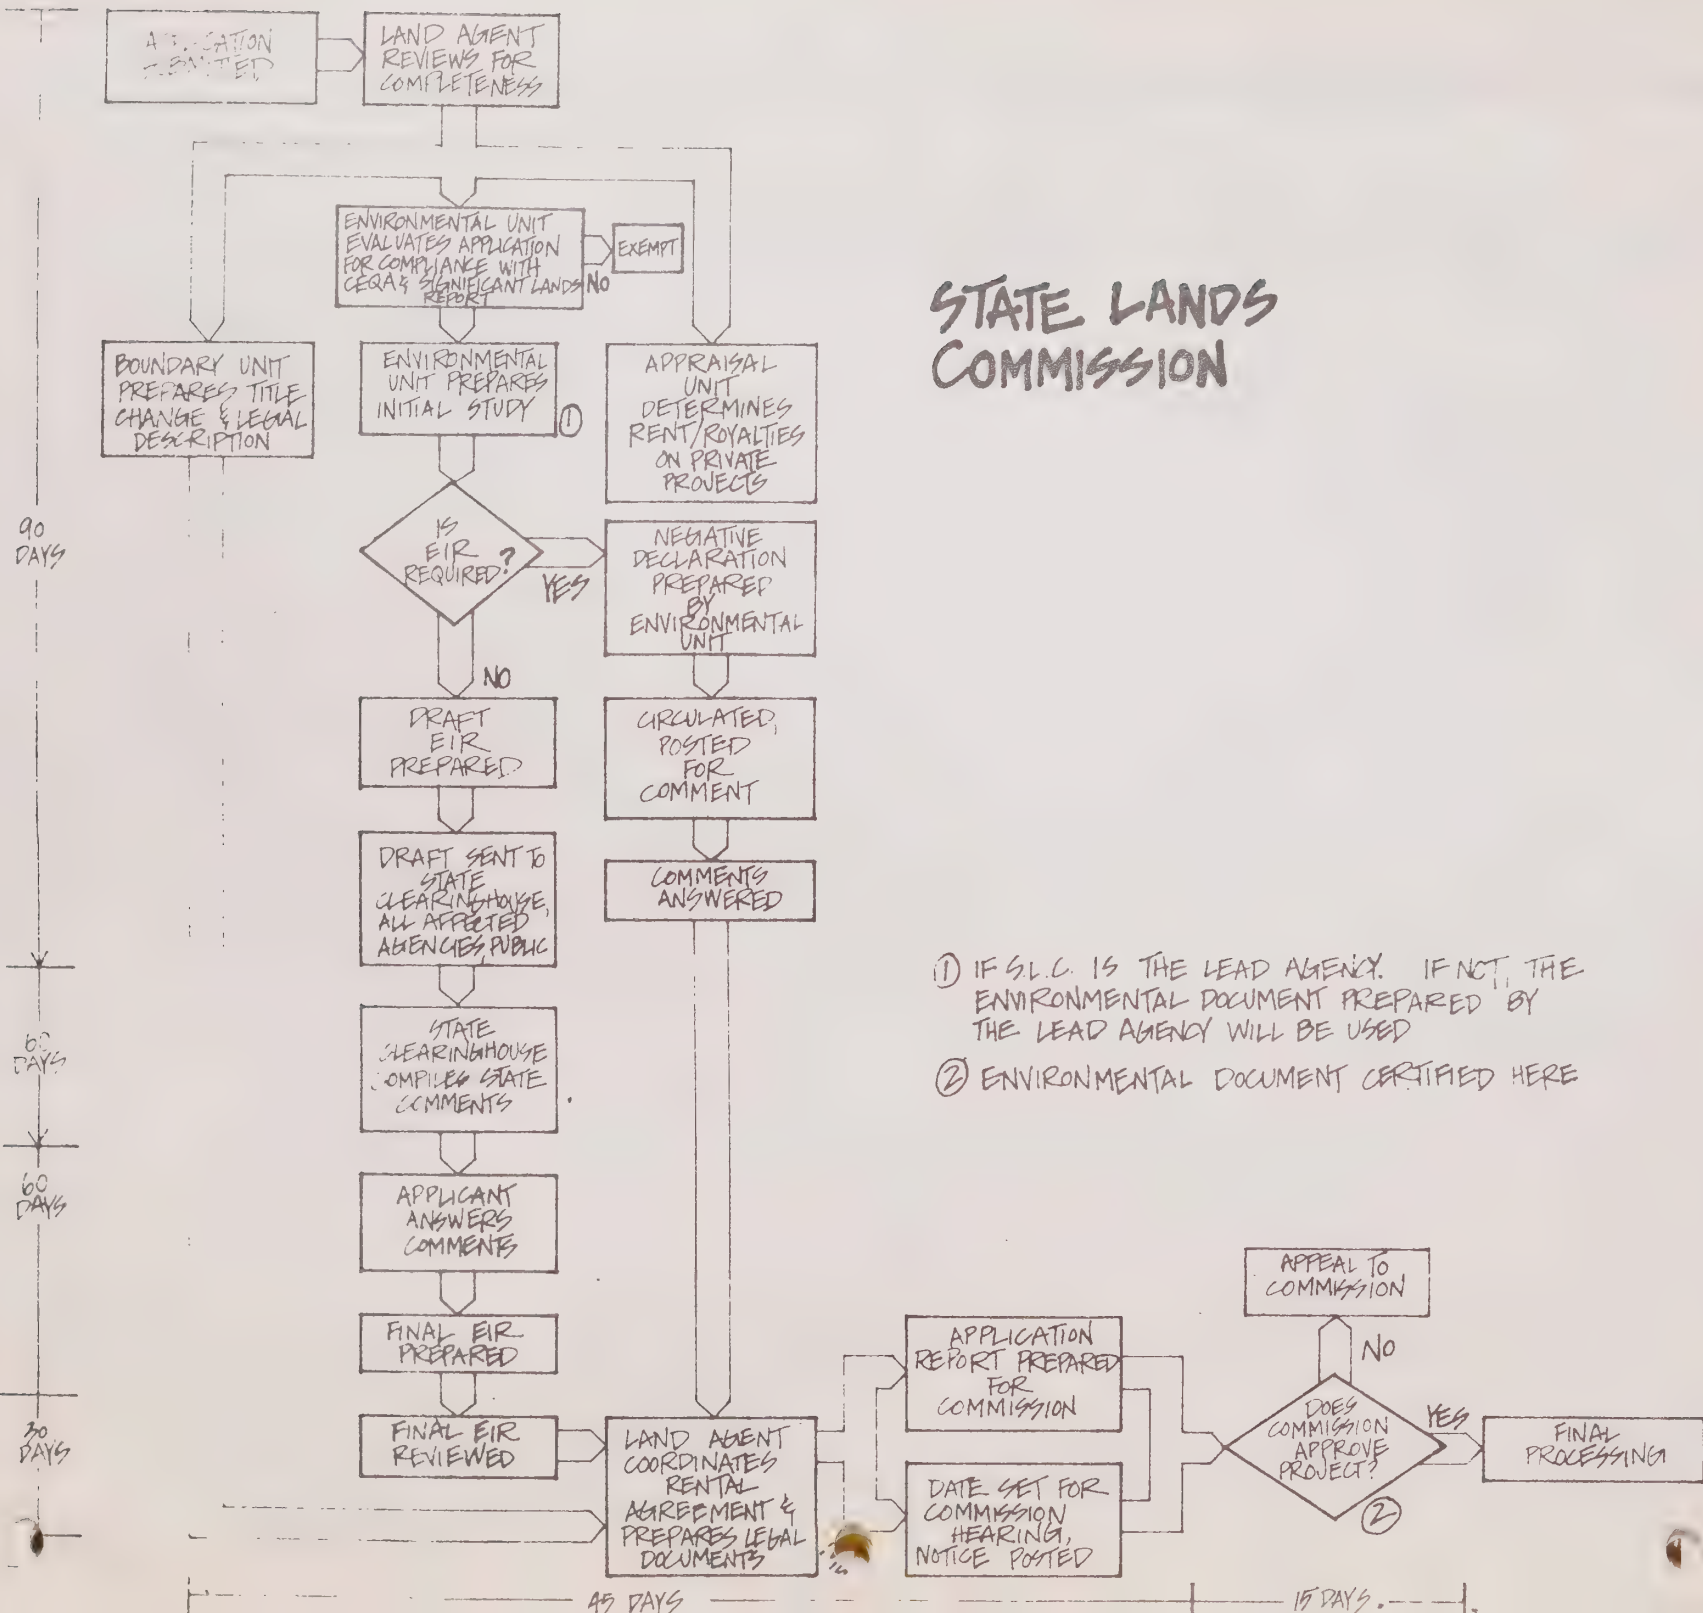 LAND AGENT
REVIEWS FOR
COMPLETENESS
ENVIRONMENTAL UNIT
EVALUATES APPLICATION
FOR COMPLIANCE WITH
CEQA & SIGNIFICANT LANDS
REPORT
NO
EXEMPT
STATE LANDS
COMMISSION
BOUNDARY UNIT
PREPARES TITLE
CHANGE & LEGAL
DESCRIPTION
ENVIRONMENTAL
UNIT PREPARES
INITIAL STUDY
①
APPRAISAL
UNIT
DETERMINES
RENT/ROYALTIES
ON PRIVATE
PROJECTS
90
DAYS
IS
EIR
REQUIRED?
YES
NO
NEGATIVE
DECLARATION
PREPARED
BY
ENVIRONMENTAL
UNIT
DRAFT
EIR
PREPARED
CIRCULATED,
POSTED
FOR
COMMENT
DRAFT SENT TO
STATE
CLEARINGHOUSE,
ALL AFFECTED
AGENCIES, PUBLIC
COMMENTS
ANSWERED
① IF S.L.C. IS THE LEAD AGENCY. IF NOT, THE
ENVIRONMENTAL DOCUMENT PREPARED BY
THE LEAD AGENCY WILL BE USED
② ENVIRONMENTAL DOCUMENT CERTIFIED HERE
60
DAYS
STATE
CLEARINGHOUSE
COMPILES STATE
COMMENTS
60
DAYS
APPLICANT
ANSWERS
COMMENTS
FINAL EIR
PREPARED
30
DAYS
FINAL EIR
REVIEWED
LAND AGENT
COORDINATES
RENTAL
AGREEMENT &
PREPARES LEGAL
DOCUMENTS
APPLICATION
REPORT PREPARED
FOR
COMMISSION
DATE SET FOR
COMMISSION
HEARING,
NOTICE POSTED
APPEAL TO
COMMISSION
NO
DOES
COMMISSION
APPROVE
PROJECT?
YES
②
FINAL
PROCESSING
45 DAYS
15 DAYS